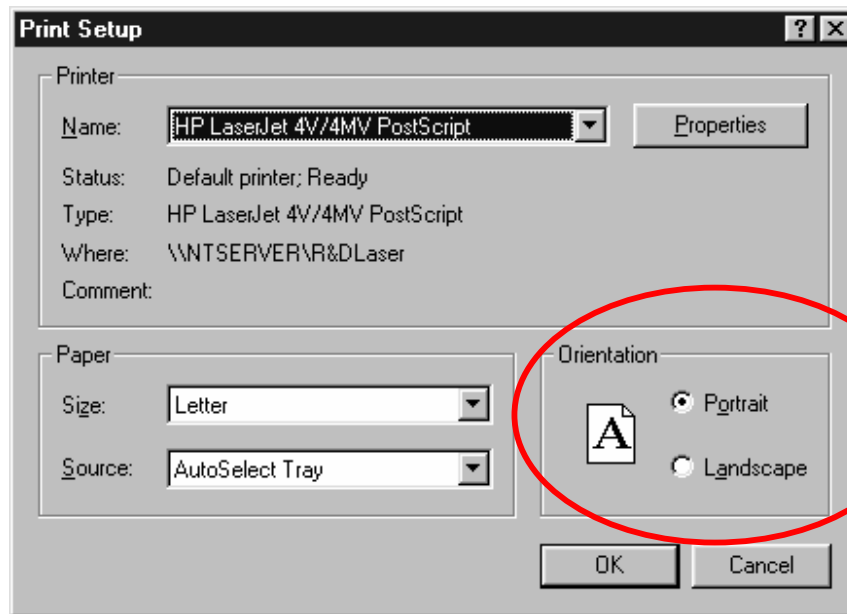 Print Setup
Printer
Name: HP LaserJet 4V/4MV PostScript Properties
Status: Default printer; Ready
Type: HP LaserJet 4V/4MV PostScript
Where: \\NTSERVER\R&DLaser
Comment:
Paper
Size: Letter
Source: AutoSelect Tray
Orientation
A
Portrait
Landscape
OK Cancel